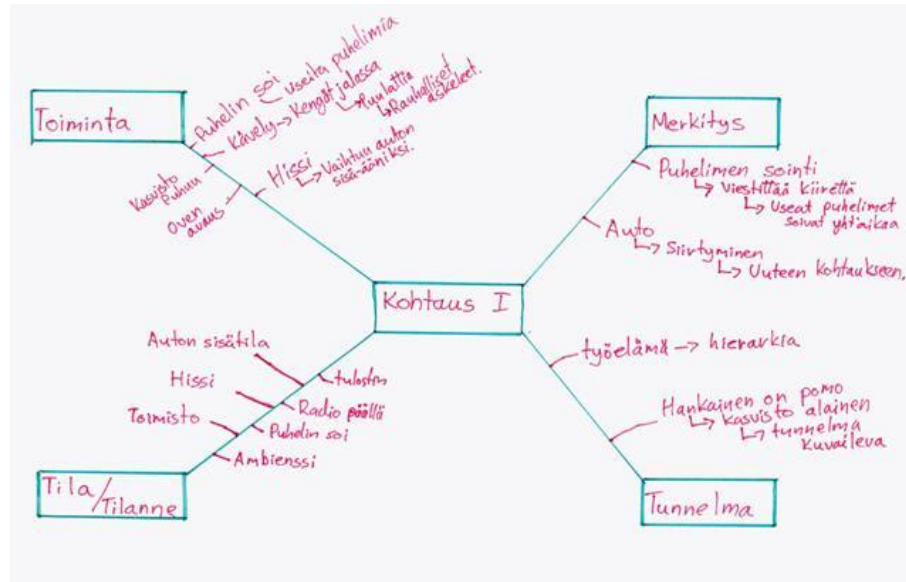 Toiminta
Puhelin soi
useita puhelimia
Kävely → Kengät jalassa
↳ Puulattia
↳ Rauhalliset
askeleet.
Hissi
↳ Vaihtuu auton
sisä-ääniksi.
Kasvisto
Puhuu
Oven
avaus
Merkitys
Puhelimen sointi
↳ Viestittää kiirettä
↳ Useat puhelimet
soivat yhtäaikaa
Auto
↳ Siirtyminen
↳ Uuteen Kohtaukseen.
Kohtaus I
Auton sisätila
Hissi
Toimisto
tulostin
Radio päällä
Puhelin soi
Ambienssi
Tila/
Tilanne
työelämä → hierarkia
Hankainen on pomo
↳ Kasvisto alainen
↳ tunnelma
kuvaileva
Tunnelma